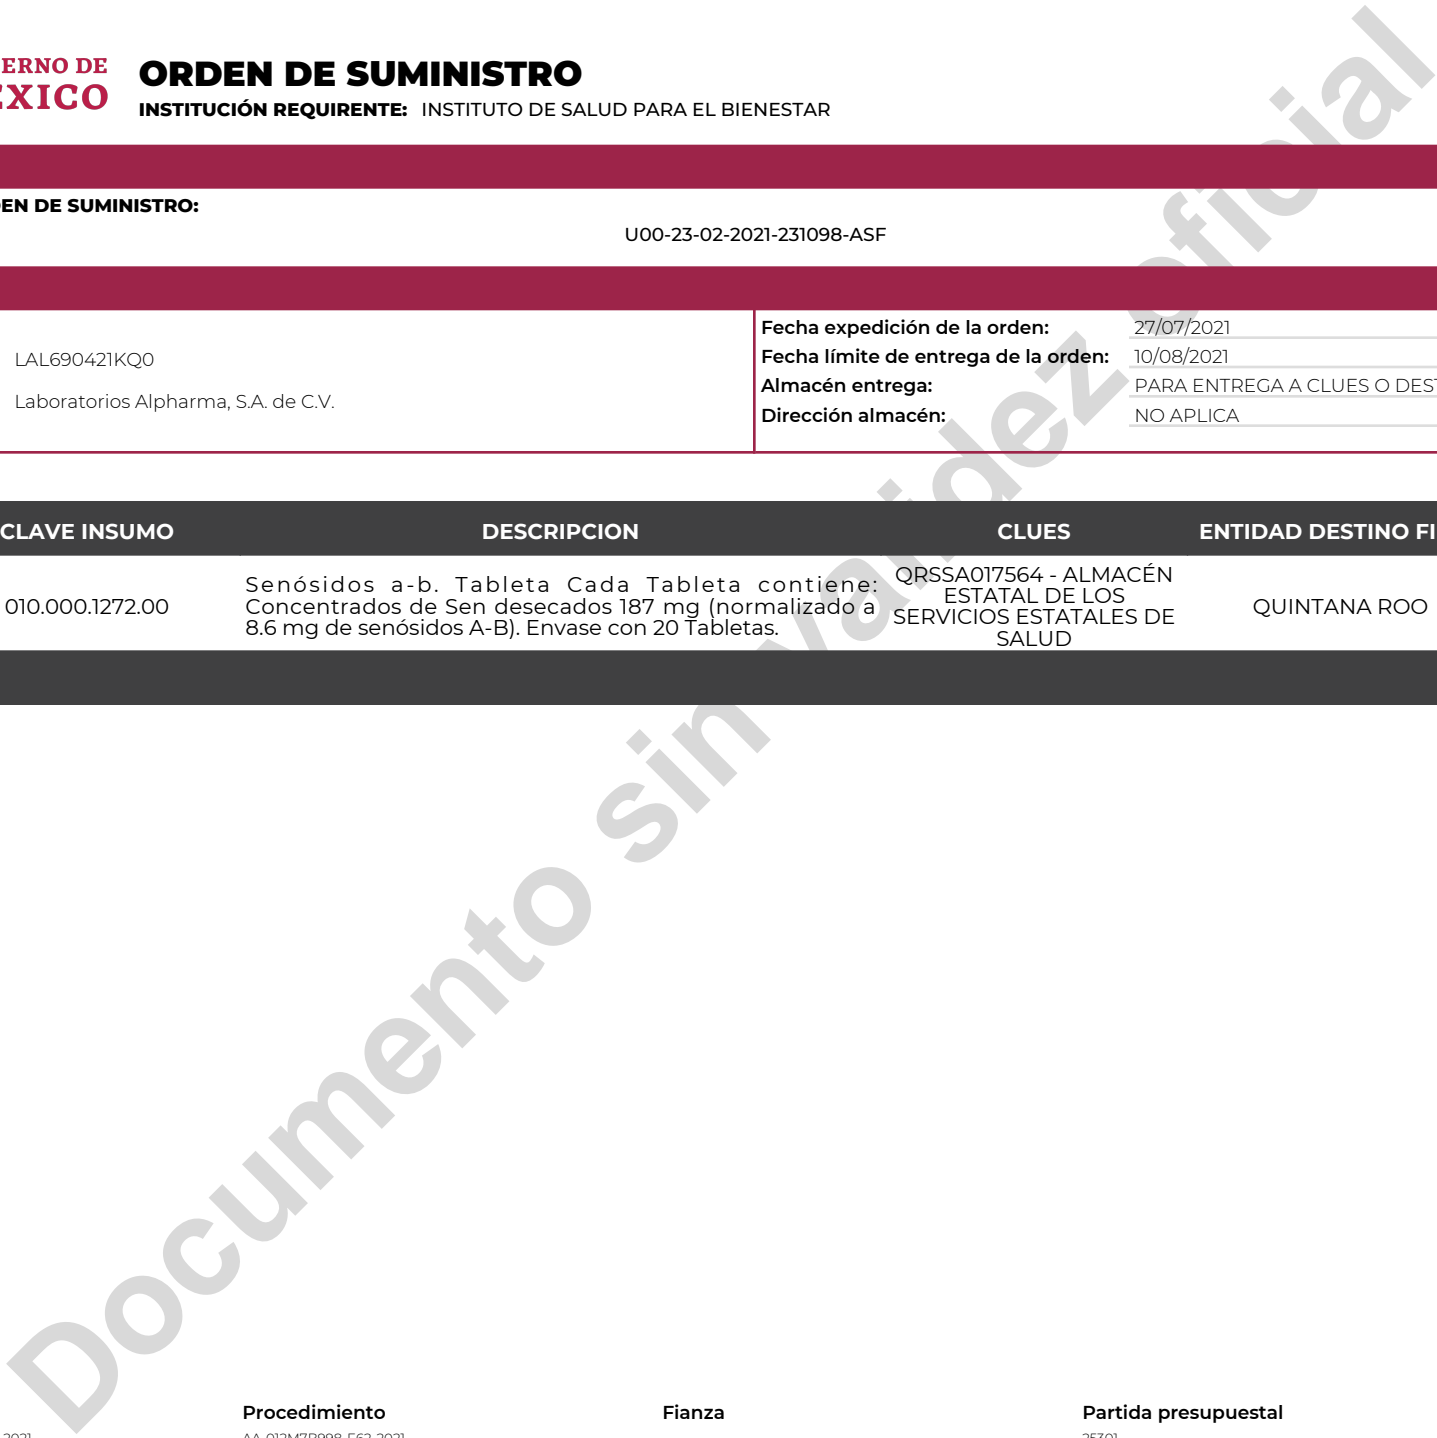 ERNO DE
ORDEN DE SUMINISTRO
INSTITUCIÓN REQUIRENTE: INSTITUTO DE SALUD PARA EL BIENESTAR
EN DE SUMINISTRO:
U00-23-02-2021-231098-ASF
Fecha expedición de la orden: 27/07/2021
LAL690421KQ0
Fecha límite de entrega de la orden: 10/08/2021
Almacén entrega: PARA ENTREGA A CLUES O DEST
Laboratorios Alpharma, S.A. de C.V.
Dirección almacén: NO APLICA
CLAVE INSUMO DESCRIPCION CLUES ENTIDAD DESTINO FI
010.000.1272.00
Senósidos a-b. Tableta Cada Tableta contiene:
Concentrados de Sen desecados 187 mg (normalizado a
8.6 mg de senósidos A-B). Envase con 20 Tabletas.
QRSSA017564 - ALMACÉN
ESTATAL DE LOS
SERVICIOS ESTATALES DE
SALUD
QUINTANA ROO
Documento sin validez oficial
Procedimiento Fianza Partida presupuestal